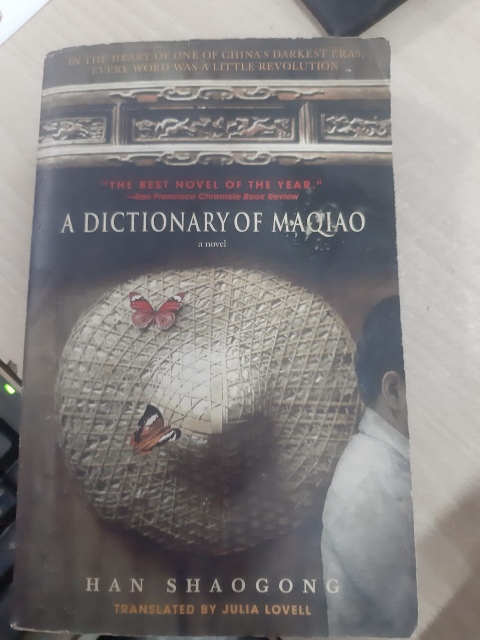 IN THE HEART OF ONE OF CHINA'S DARKEST ERAS,
EVERY WORD WAS A LITTLE REVOLUTION
"THE BEST NOVEL OF THE YEAR."
—San Francisco Chronicle Book Review
A DICTIONARY OF MAQIAO
a novel
HAN SHAOGONG
TRANSLATED BY JULIA LOVELL